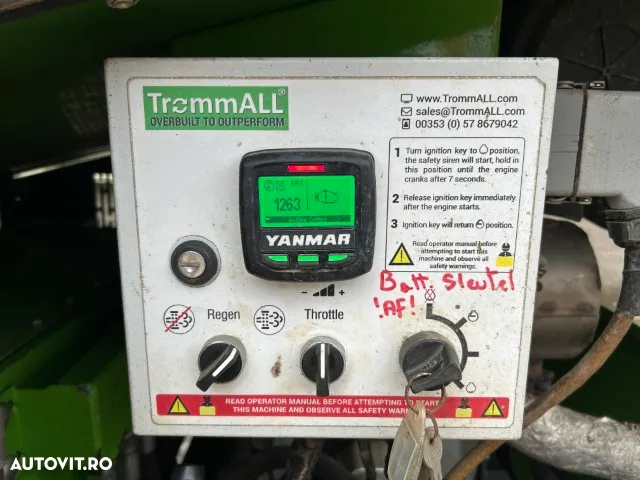 TrommALL®
OVERBUILT TO OUTPERFORM
www.TrommALL.com
sales@TrommALL.com
00353 (0) 57 8679042
1 Turn ignition key to position,
the safety siren will start, hold in
this position until the engine
cranks after 7 seconds.
2 Release ignition key immediately
after the engine starts.
3 Ignition key will return position.
Read operator manual before
attempting to start this
machine and observe all
safety warnings.
1263
YANMAR
- +
Batt. Sleutel
'AF!
Regen
Throttle
READ OPERATOR MANUAL BEFORE ATTEMPTING TO START
THIS MACHINE AND OBSERVE ALL SAFETY WARNINGS
AUTOVIT.RO